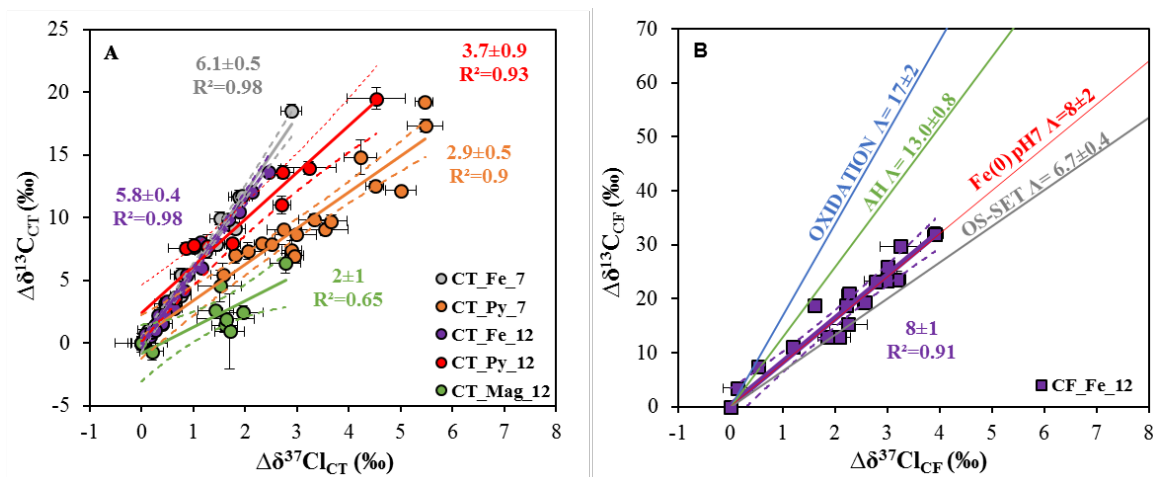 A
25
20
15
10
5
0
-5
Δδ¹³C_CT (‰)
-1 0 1 2 3 4 5 6
Δδ³⁷Cl_CT (‰)
6.1±0.5
R²=0.98
3.7±0.9
R²=0.93
2.9±0.5
R²=0.9
5.8±0.4
R²=0.98
2±1
R²=0.65
CT_Fe_7
CT_Py_7
CT_Fe_12
CT_Py_12
CT_Mag_12
B
70
60
50
40
30
20
10
0
Δδ¹³C_CF (‰)
-1 0 1 2 3 4 5 6 7 8
Δδ³⁷Cl_CF (‰)
OXIDATION Λ= 17±2
AH Λ= 13.0±0.8
Fe(0) pH7 Λ=8±2
OS-SET Λ= 6.7±0.4
8±1
R²=0.91
CF_Fe_12